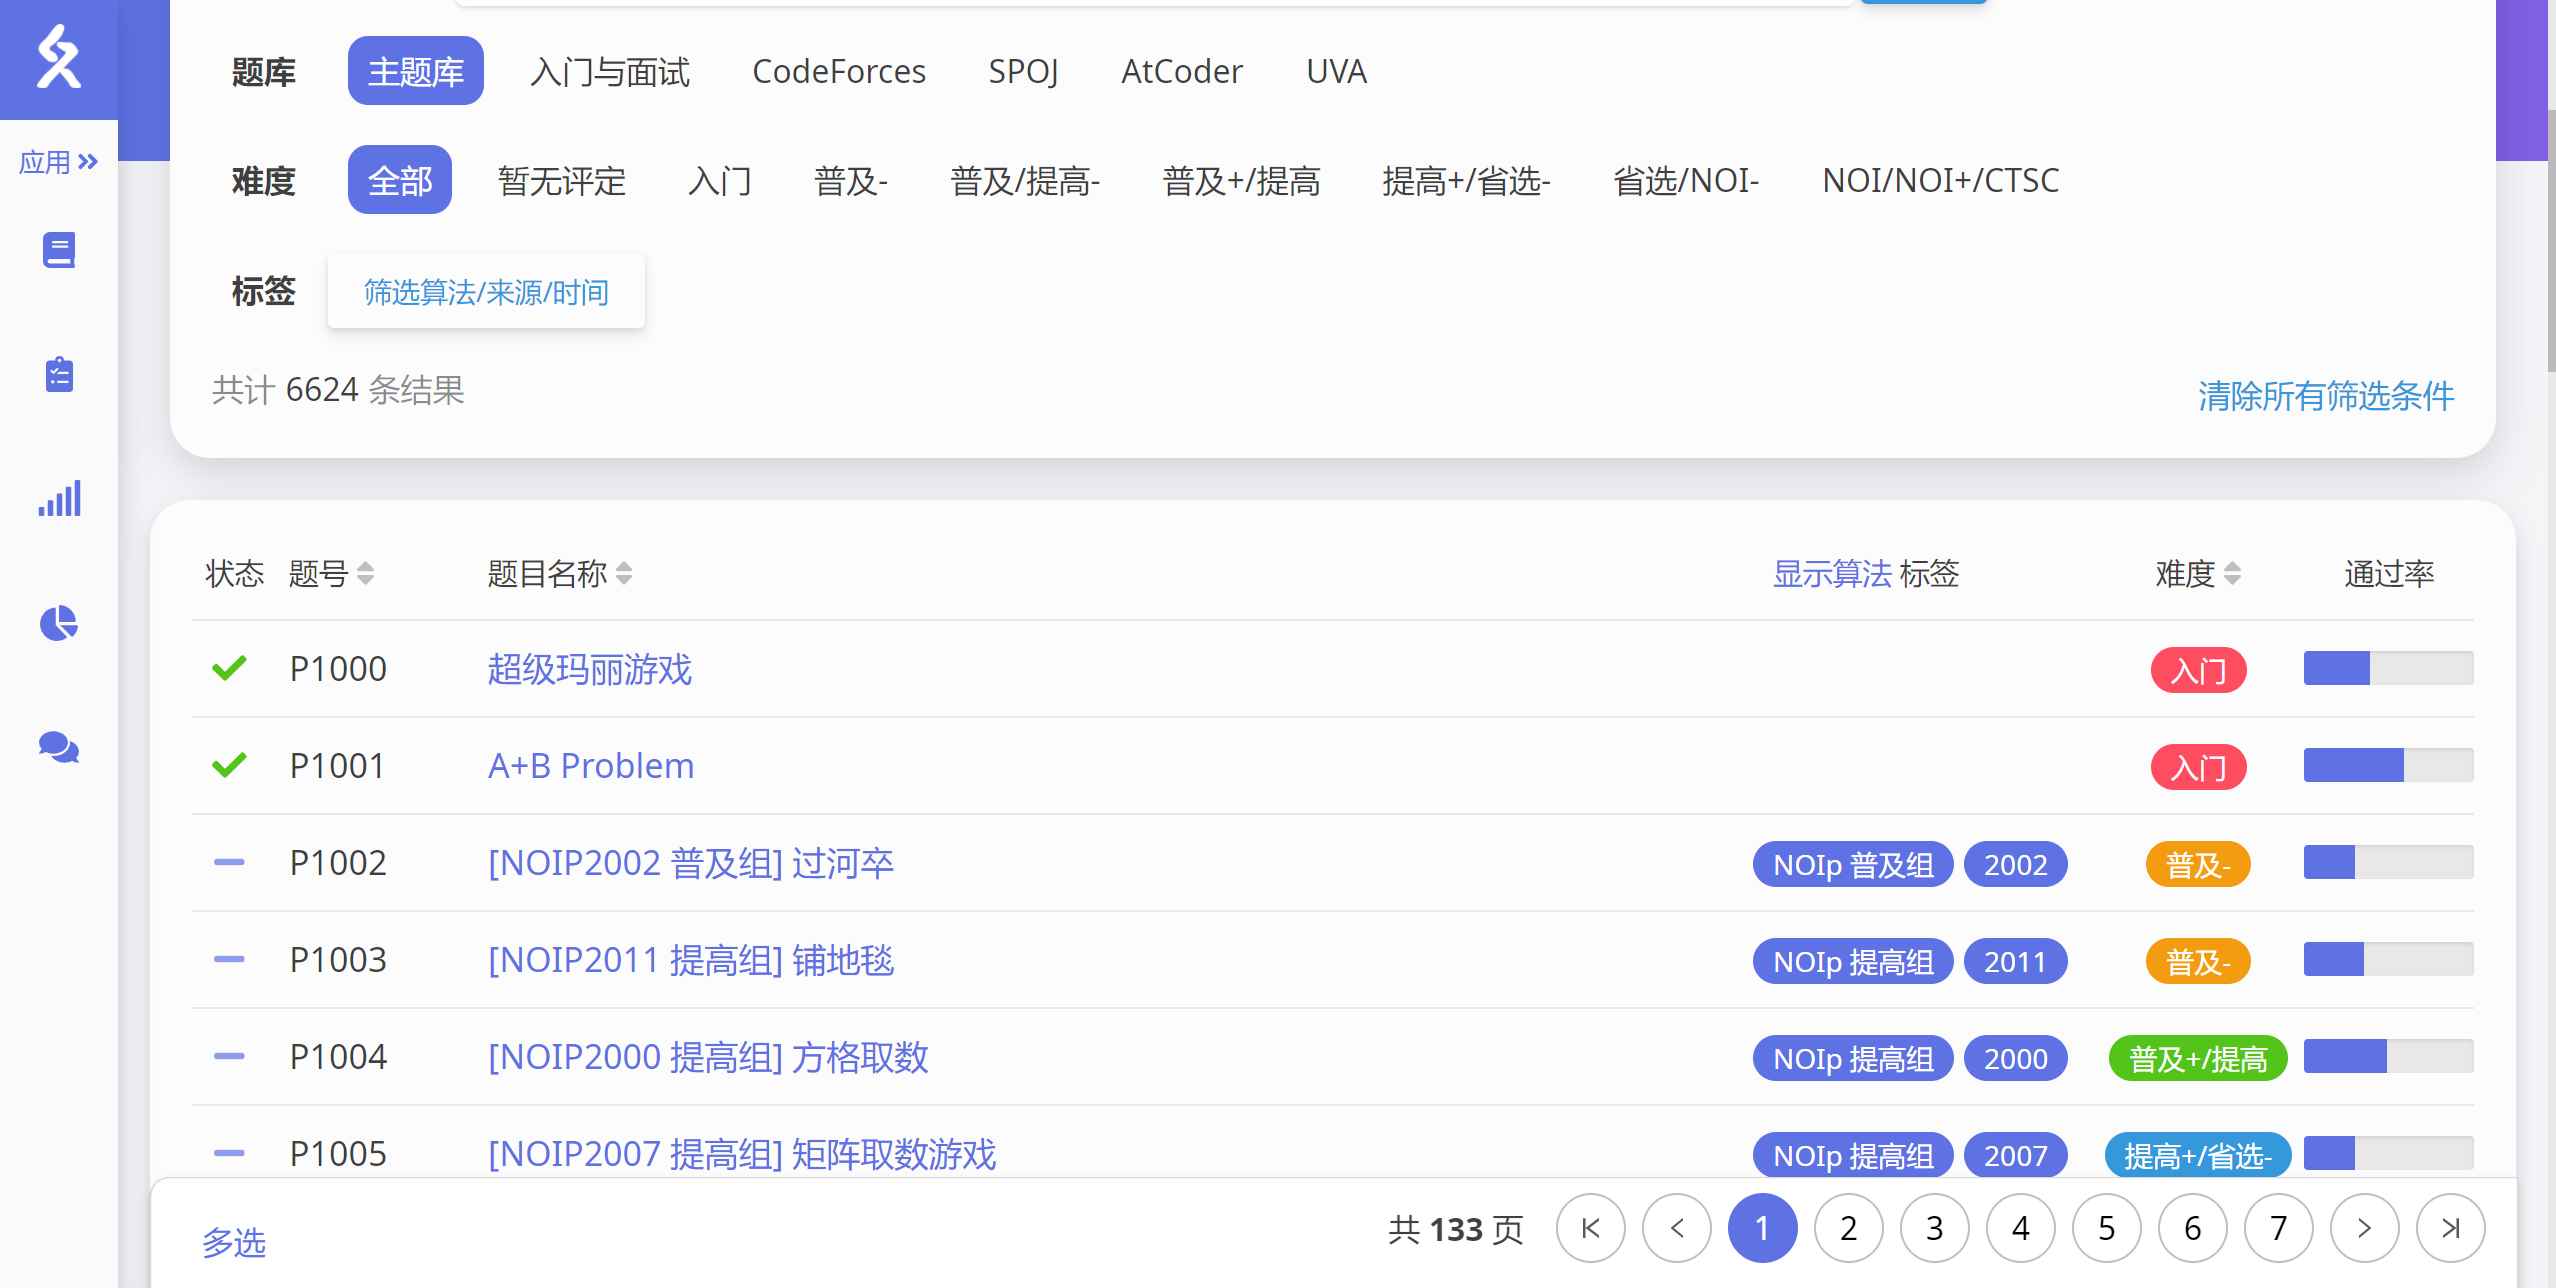 应用
题库 主题库 入门与面试 CodeForces SPOJ AtCoder UVA
难度 全部 暂无评定 入门 普及- 普及/提高- 普及+/提高 提高+/省选- 省选/NOI- NOI/NOI+/CTSC
标签 筛选算法/来源/时间
共计 6624 条结果
清除所有筛选条件
状态 题号 题目名称 显示算法 标签 难度 通过率
P1000 超级玛丽游戏 入门
P1001 A+B Problem 入门
P1002 [NOIP2002 普及组] 过河卒 NOIp 普及组 2002 普及-
P1003 [NOIP2011 提高组] 铺地毯 NOIp 提高组 2011 普及-
P1004 [NOIP2000 提高组] 方格取数 NOIp 提高组 2000 普及+/提高
P1005 [NOIP2007 提高组] 矩阵取数游戏 NOIp 提高组 2007 提高+/省选-
多选 共 133 页 1 2 3 4 5 6 7